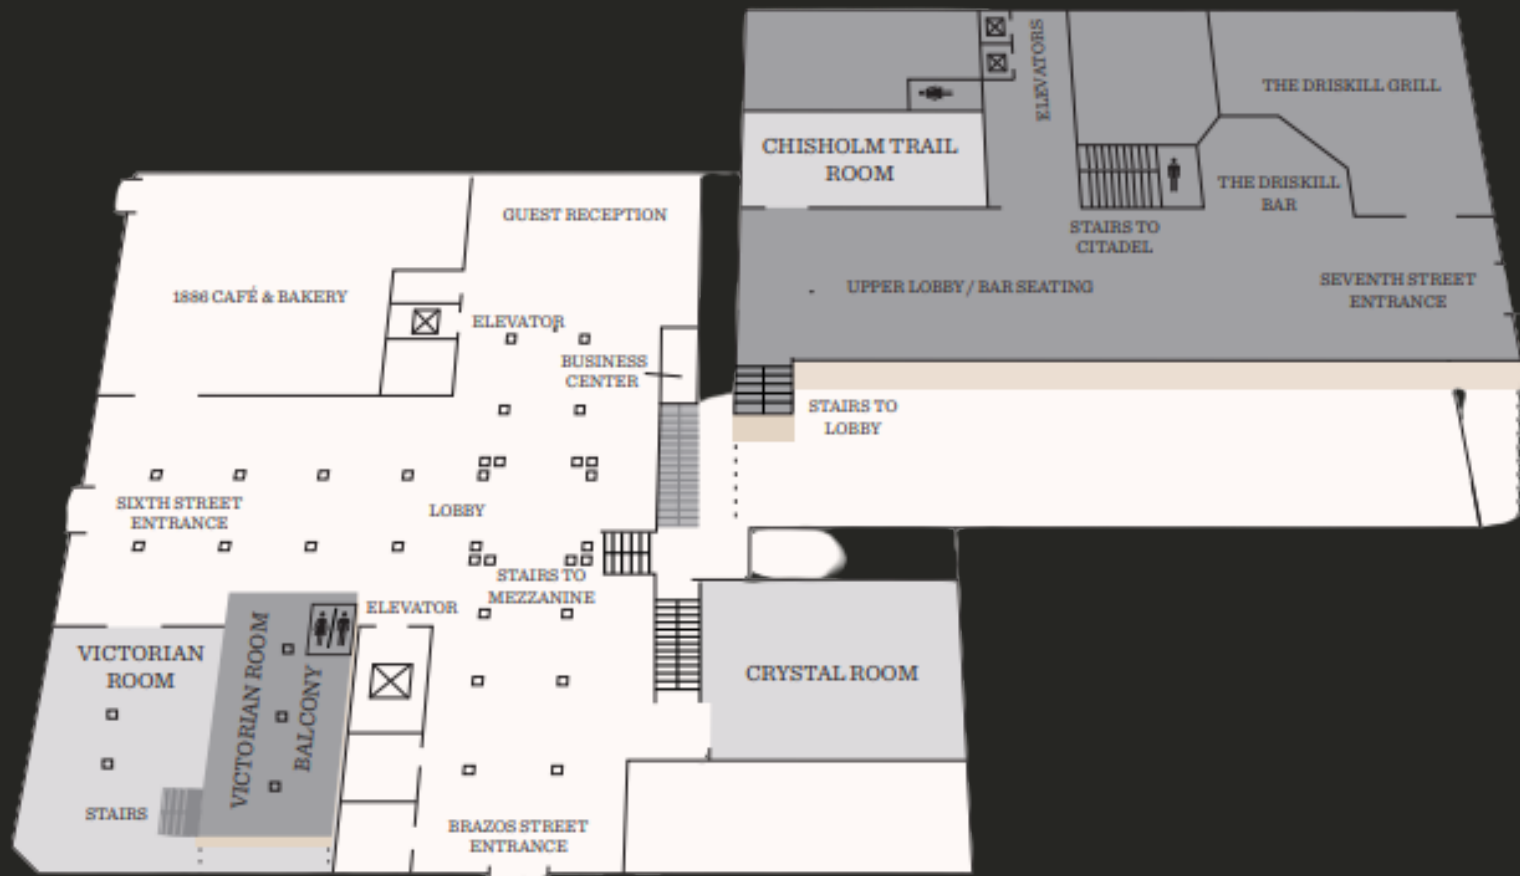 ELEVATORS
THE DRISKILL GRILL
CHISHOLM TRAIL
ROOM
THE DRISKILL
BAR
STAIRS TO
CITADEL
GUEST RECEPTION
UPPER LOBBY / BAR SEATING
SEVENTH STREET
ENTRANCE
1886 CAFÉ & BAKERY
ELEVATOR
BUSINESS
CENTER
STAIRS TO
LOBBY
SIXTH STREET
ENTRANCE
LOBBY
STAIRS TO
MEZZANINE
ELEVATOR
VICTORIAN
ROOM
VICTORIAN ROOM
BALCONY
CRYSTAL ROOM
STAIRS
BRAZOS STREET
ENTRANCE